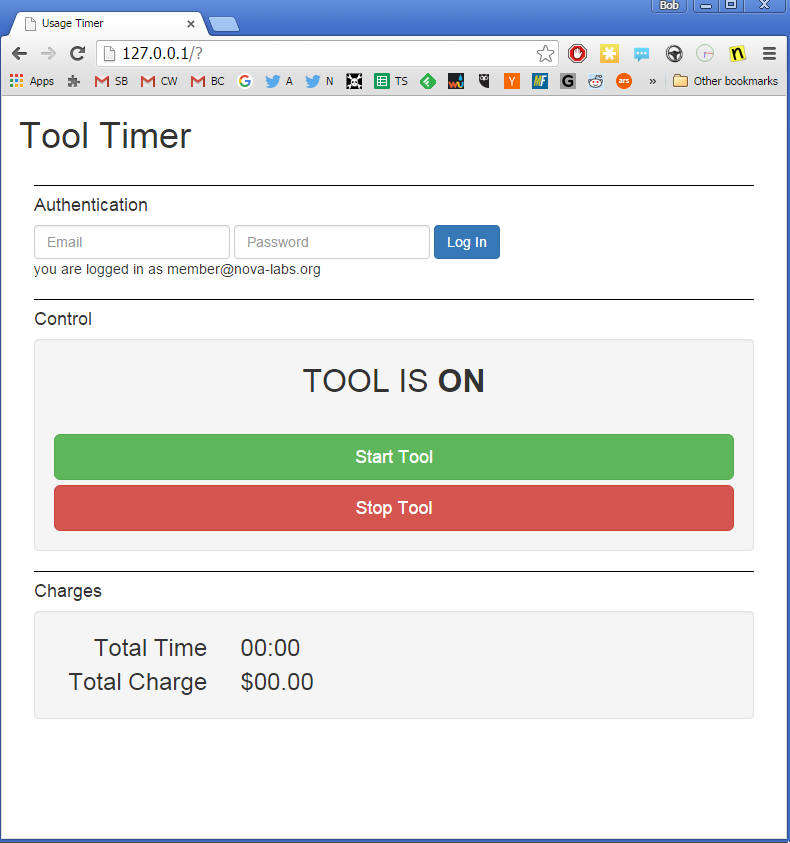 Bob
Usage Timer
127.0.0.1/?
Apps SB CW BC G A N TS Y MF G ars » Other bookmarks
Tool Timer
Authentication
Email Password Log In
you are logged in as member@nova-labs.org
Control
TOOL IS ON
Start Tool
Stop Tool
Charges
Total Time 00:00
Total Charge $00.00